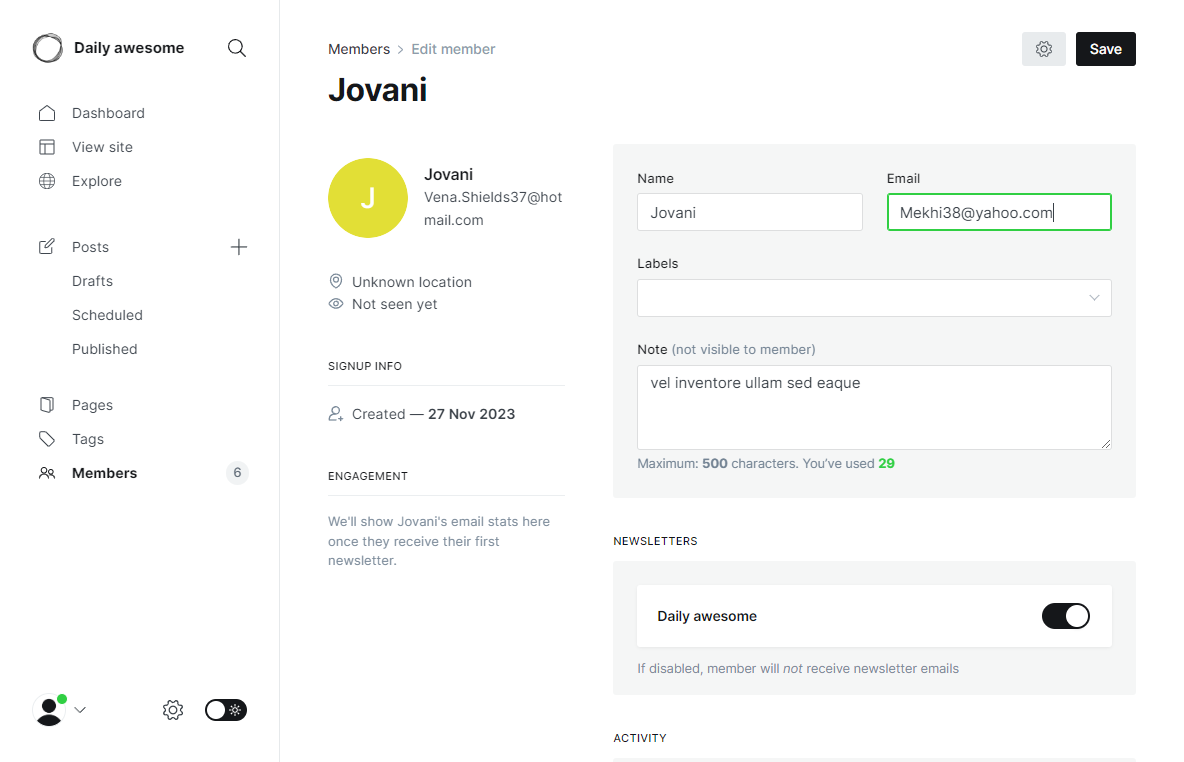 Daily awesome
Dashboard
View site
Explore
Posts
Drafts
Scheduled
Published
Pages
Tags
Members 6
Members > Edit member
Save
Jovani
J
Jovani
Vena.Shields37@hot
mail.com
Unknown location
Not seen yet
SIGNUP INFO
Created — 27 Nov 2023
ENGAGEMENT
We'll show Jovani's email stats here
once they receive their first
newsletter.
Name
Jovani
Email
Mekhi38@yahoo.com
Labels
Note (not visible to member)
vel inventore ullam sed eaque
Maximum: 500 characters. You've used 29
NEWSLETTERS
Daily awesome
If disabled, member will not receive newsletter emails
ACTIVITY